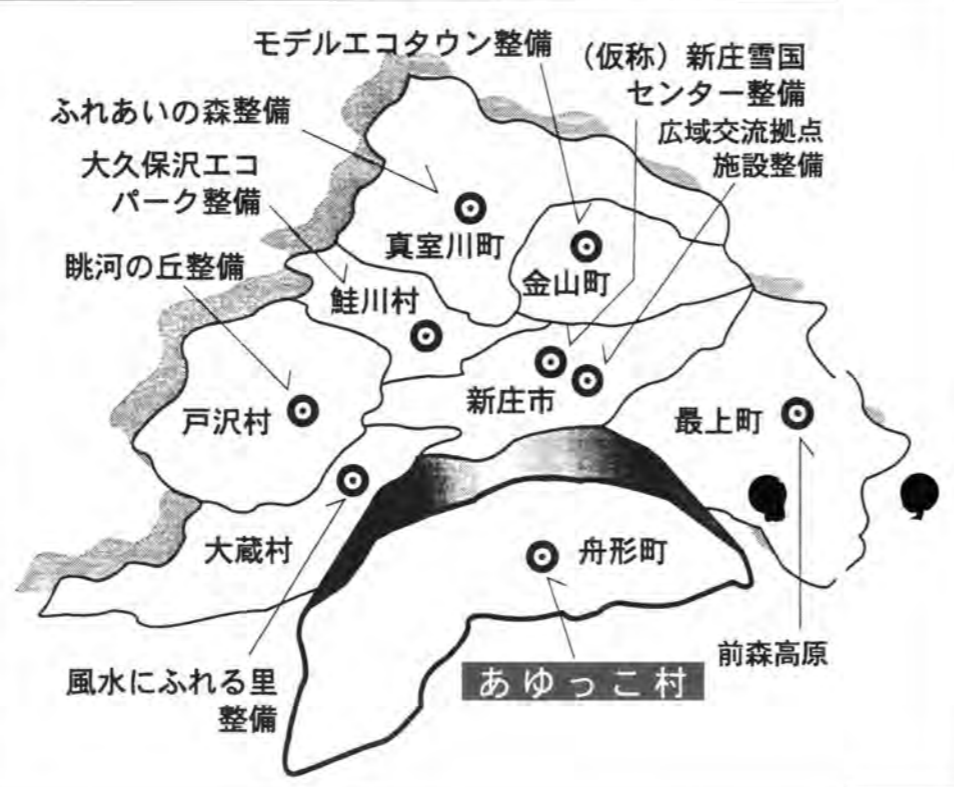 モデルエコタウン整備
(仮称)新庄雪国
センター整備
ふれあいの森整備
広域交流拠点
施設整備
大久保沢エコ
パーク整備
眺河の丘整備
真室川町
金山町
鮭川村
新庄市
戸沢村
最上町
大蔵村
舟形町
前森高原
風水にふれる里
整備
あゆっこ村